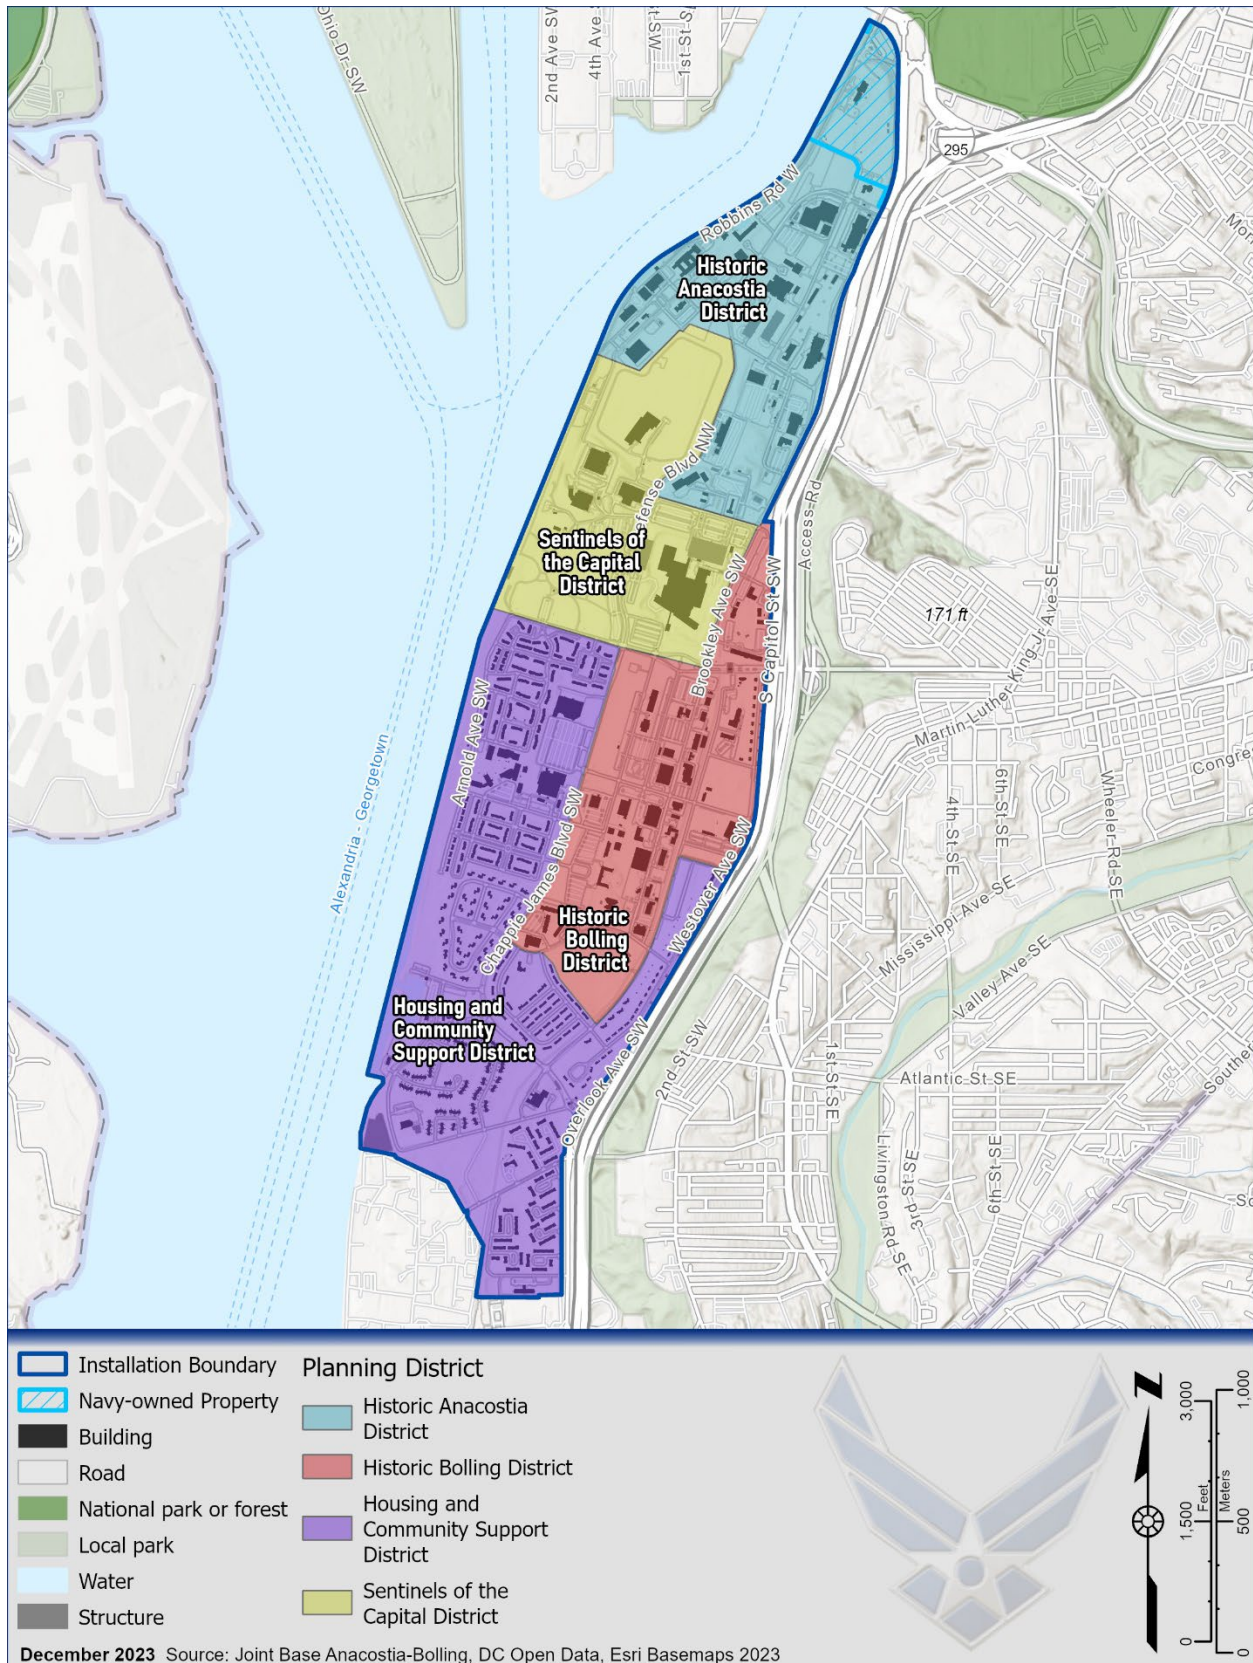 Ohio-Dr-SW
2nd Ave SW
4th Ave S
St-SW
1st-St-S
295
Robbins Rd W
Historic
Anacostia
District
Defense Blvd NW
Sentinels of
the Capital
District
Access Rd
Brookley Ave SW
S Capitol St SW
171 ft
Martin-Luther-King-Jr-Ave-SE
Arnold Ave SW
Alexandria - Georgetown
Chappie James Blvd SW
Congre
6th-St-SE
4th-St-SE
Wheeler-Rd-SE
Westover Ave SW
Mississippi Ave SE
Historic
Bolling
District
Valley Ave SE
Housing and
Community
Support District
Overlook Ave SW
2nd St SW
1st-St-SE
Atlantic St SE
Souther
Livingston Rd SE
3rd St SE
6th St SE
Installation Boundary
Navy-owned Property
Building
Road
National park or forest
Local park
Water
Structure
Planning District
Historic Anacostia
District
Historic Bolling District
Housing and
Community Support
District
Sentinels of the
Capital District
N
3,000
1,500
0
Feet
Meters
1,000
500
0
December 2023 Source: Joint Base Anacostia-Bolling, DC Open Data, Esri Basemaps 2023